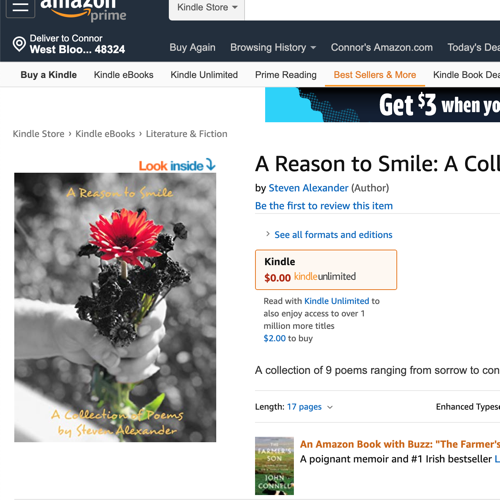 amazon
prime
Kindle Store
Deliver to Connor
West Bloo... 48324
Buy Again Browsing History Connor's Amazon.com Today's Dea
Buy a Kindle Kindle eBooks Kindle Unlimited Prime Reading Best Sellers & More Kindle Book Dea
Get $3 when yo
Kindle Store › Kindle eBooks › Literature & Fiction
Look inside
A Reason to Smile
A Collection of Poems
by Steven Alexander
A Reason to Smile: A Coll
by Steven Alexander (Author)
Be the first to review this item
› See all formats and editions
Kindle
$0.00 kindleunlimited
Read with Kindle Unlimited to
also enjoy access to over 1
million more titles
$2.00 to buy
A collection of 9 poems ranging from sorrow to con
Length: 17 pages Enhanced Typese
THE
FARMER'S
SON
JOHN
CONNELL
An Amazon Book with Buzz: "The Farmer's
A poignant memoir and #1 Irish bestseller L